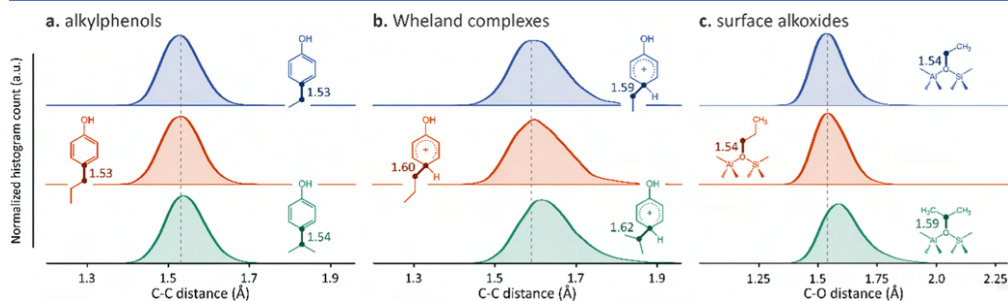 a. alkylphenols
b. Wheland complexes
c. surface alkoxides
Normalized histogram count (a.u.)
OH
1.53
OH
1.53
OH
1.54
1.3 1.5 1.7 1.9
C-C distance (Å)
OH
+
1.59
H
OH
+
1.60
H
OH
+
1.62
H
1.3 1.5 1.7 1.9
C-C distance (Å)
CH3
1.54
O
Al Si
CH3
1.54
O
Al Si
H3C CH3
1.59
O
Al Si
1.25 1.5 1.75 2.0 2.25
C-O distance (Å)